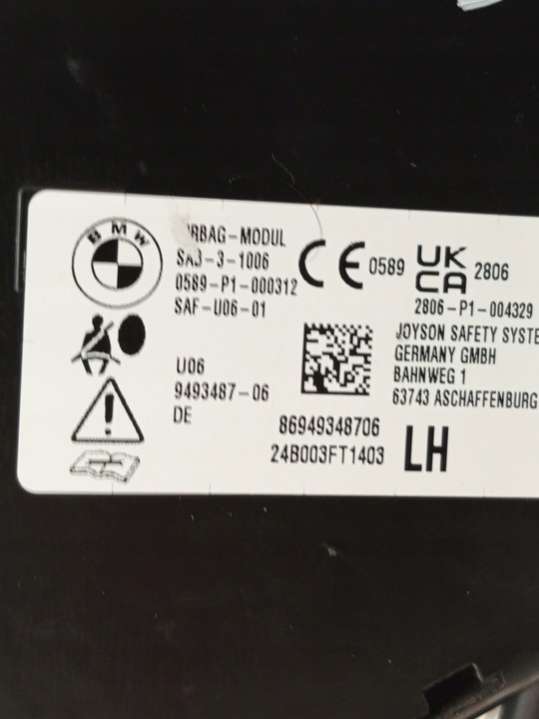 BMW
RBAG-MODUL
SA3-3-1006
0589-P1-000312
SAF-U06-01
U06
9493487-06
DE
CE 0589
UK
CA 2806
2806-P1-004329
JOYSON SAFETY SYSTE
GERMANY GMBH
BAHNWEG 1
63743 ASCHAFFENBURG
86949348706
24B003FT1403
LH